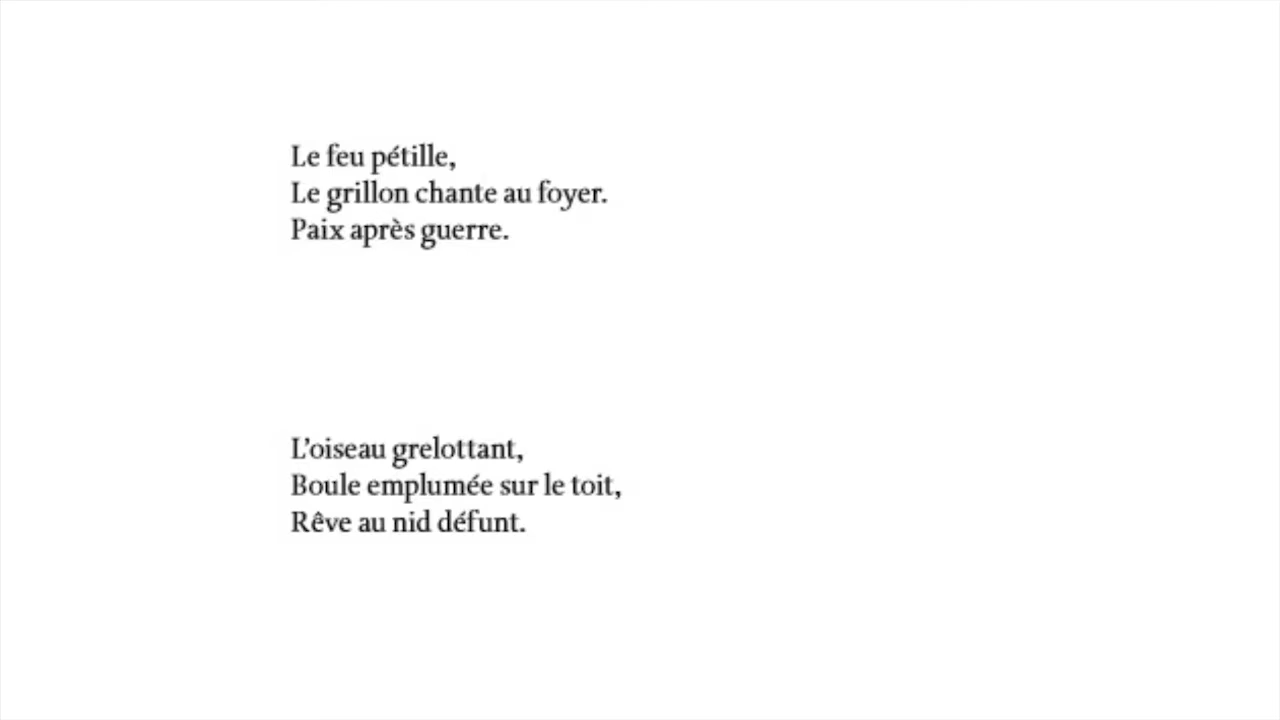 Le feu pétille,
Le grillon chante au foyer.
Paix après guerre.
L’oiseau grelottant,
Boule emplumée sur le toit,
Rêve au nid défunt.